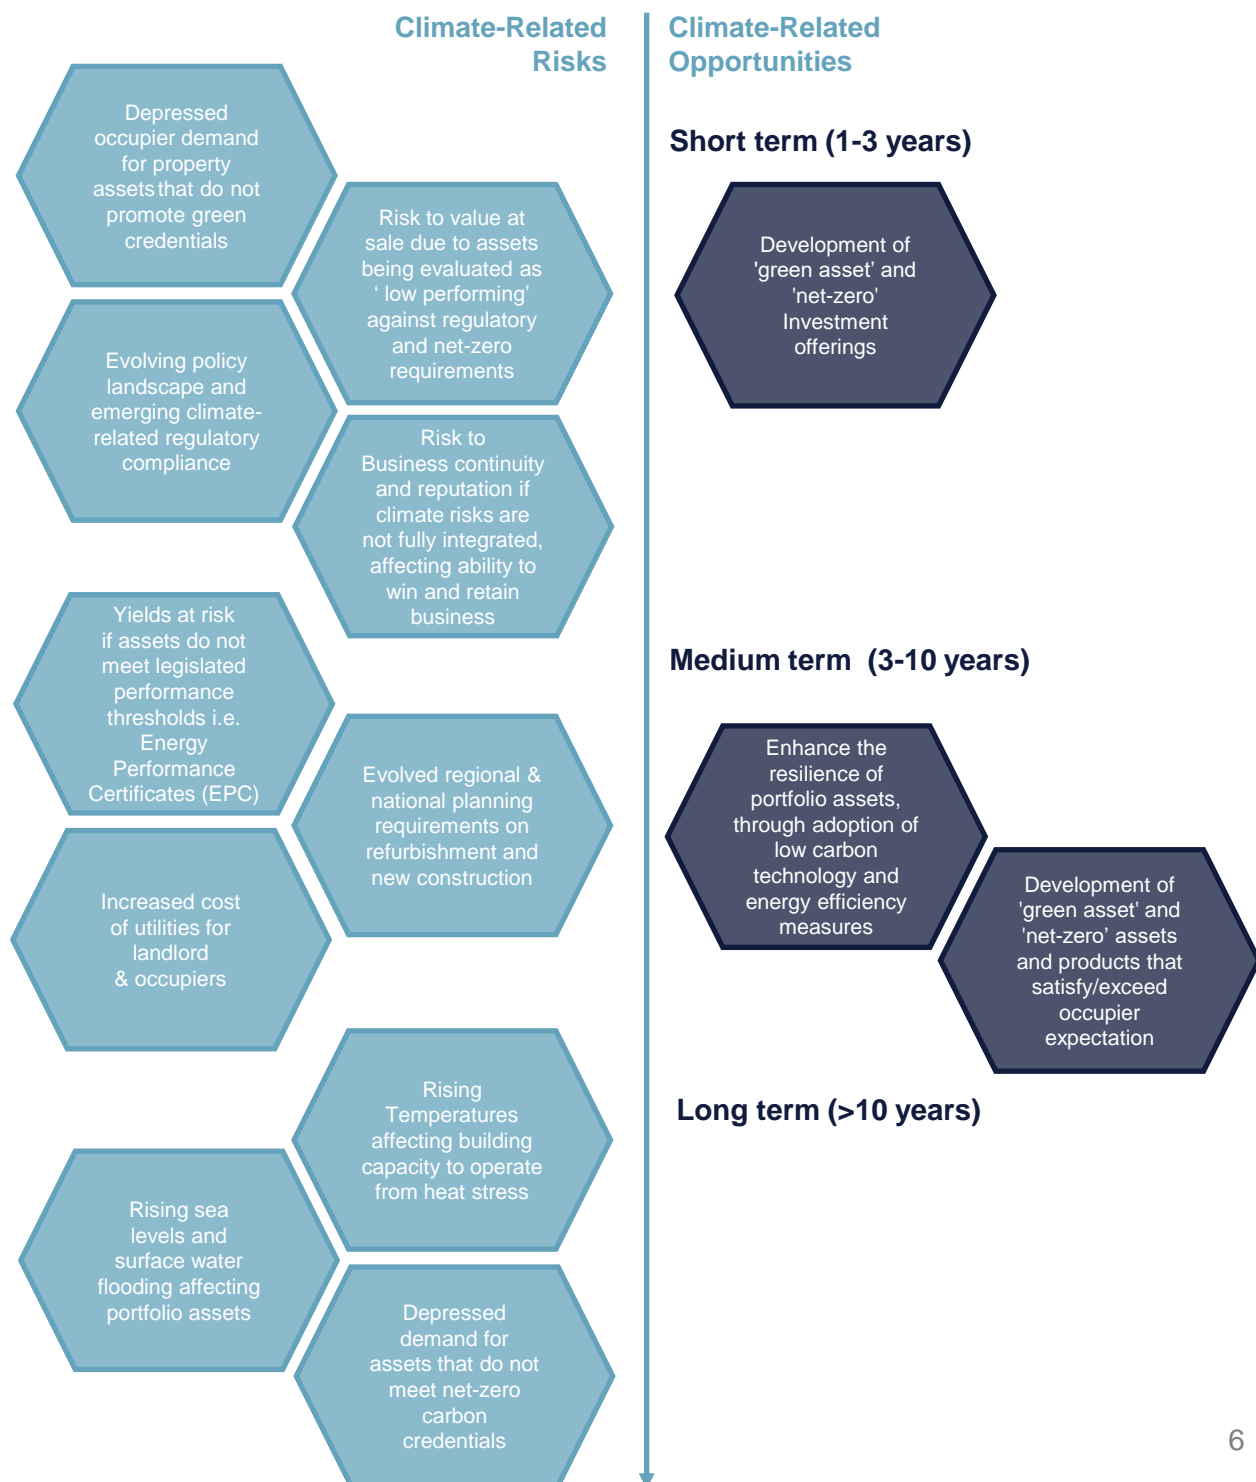 Climate-Related
Risks
Climate-Related
Opportunities
Depressed
occupier demand
for property
assets that do not
promote green
credentials
Risk to value at
sale due to assets
being evaluated as
‘ low performing’
against regulatory
and net-zero
requirements
Evolving policy
landscape and
emerging climate-
related regulatory
compliance
Risk to
Business continuity
and reputation if
climate risks are
not fully integrated,
affecting ability to
win and retain
business
Short term (1-3 years)
Development of
'green asset’ and
'net-zero'
Investment
offerings
Yields at risk
if assets do not
meet legislated
performance
thresholds i.e.
Energy
Performance
Certificates (EPC)
Evolved regional &
national planning
requirements on
refurbishment and
new construction
Increased cost
of utilities for
landlord
& occupiers
Medium term  (3-10 years)
Enhance the
resilience of
portfolio assets,
through adoption of
low carbon
technology and
energy efficiency
measures
Development of
'green asset' and
'net-zero’ assets
and products that
satisfy/exceed
occupier
expectation
Rising
Temperatures
affecting building
capacity to operate
from heat stress
Rising sea
levels and
surface water
flooding affecting
portfolio assets
Depressed
demand for
assets that do not
meet net-zero
carbon
credentials
Long term (>10 years)
6